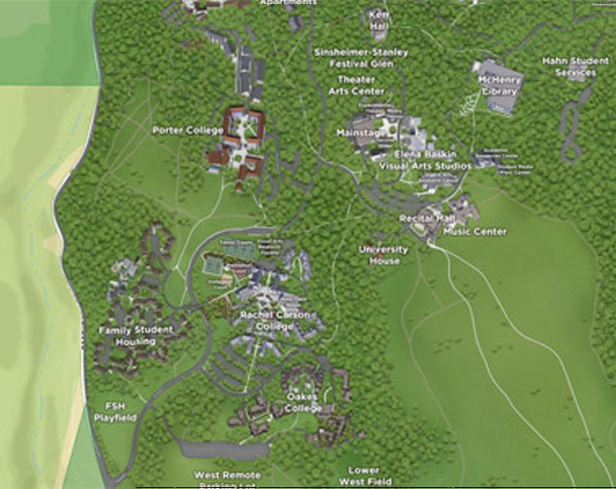 Apartments
Kerr
Hall
Sinsheimer-Stanley
Festival Glen
Theater
Arts Center
McHenry
Library
Hahn Student
Services
Porter College
Mainstage
Elena Baskin
Visual Arts Studios
Recital Hall
Music Center
University
House
Rachel Carson
College
Family Student
Housing
Oakes
College
FSH
Playfield
West Remote
Parking Lot
Lower
West Field